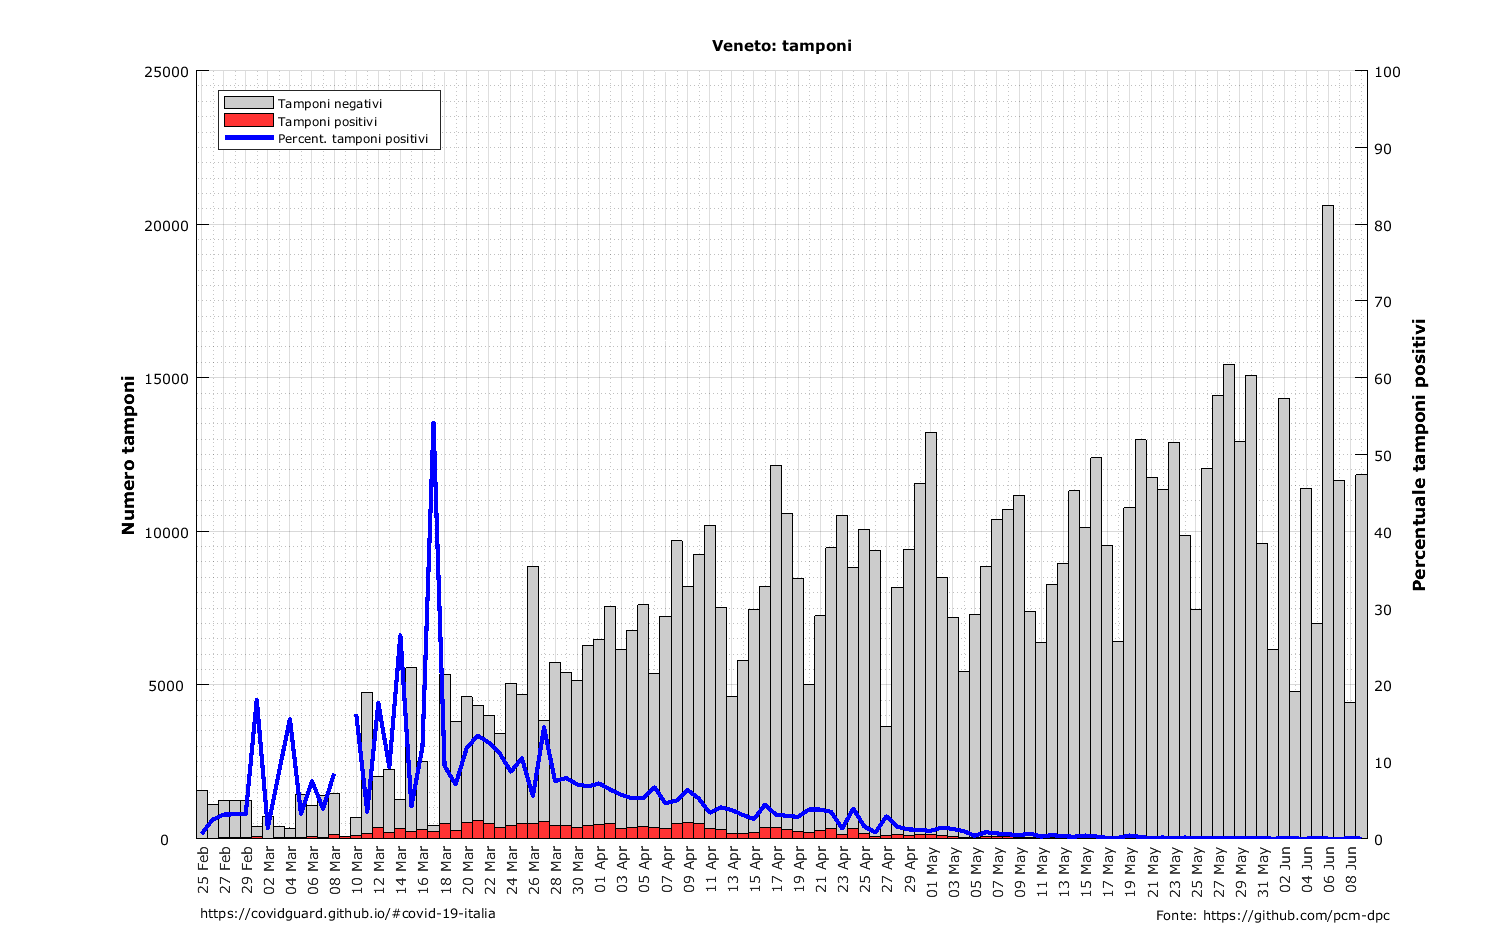 Veneto: tamponi
25000
20000
15000
10000
5000
0
Numero tamponi
Tamponi negativi
Tamponi positivi
Percent. tamponi positivi
100
90
80
70
60
50
40
30
20
10
0
Percentuale tamponi positivi
25 Feb
27 Feb
29 Feb
02 Mar
04 Mar
06 Mar
08 Mar
10 Mar
12 Mar
14 Mar
16 Mar
18 Mar
20 Mar
22 Mar
24 Mar
26 Mar
28 Mar
30 Mar
01 Apr
03 Apr
05 Apr
07 Apr
09 Apr
11 Apr
13 Apr
15 Apr
17 Apr
19 Apr
21 Apr
23 Apr
25 Apr
27 Apr
29 Apr
01 May
03 May
05 May
07 May
09 May
11 May
13 May
15 May
17 May
19 May
21 May
23 May
25 May
27 May
29 May
31 May
02 Jun
04 Jun
06 Jun
08 Jun
https://covidguard.github.io/#covid-19-italia
Fonte: https://github.com/pcm-dpc